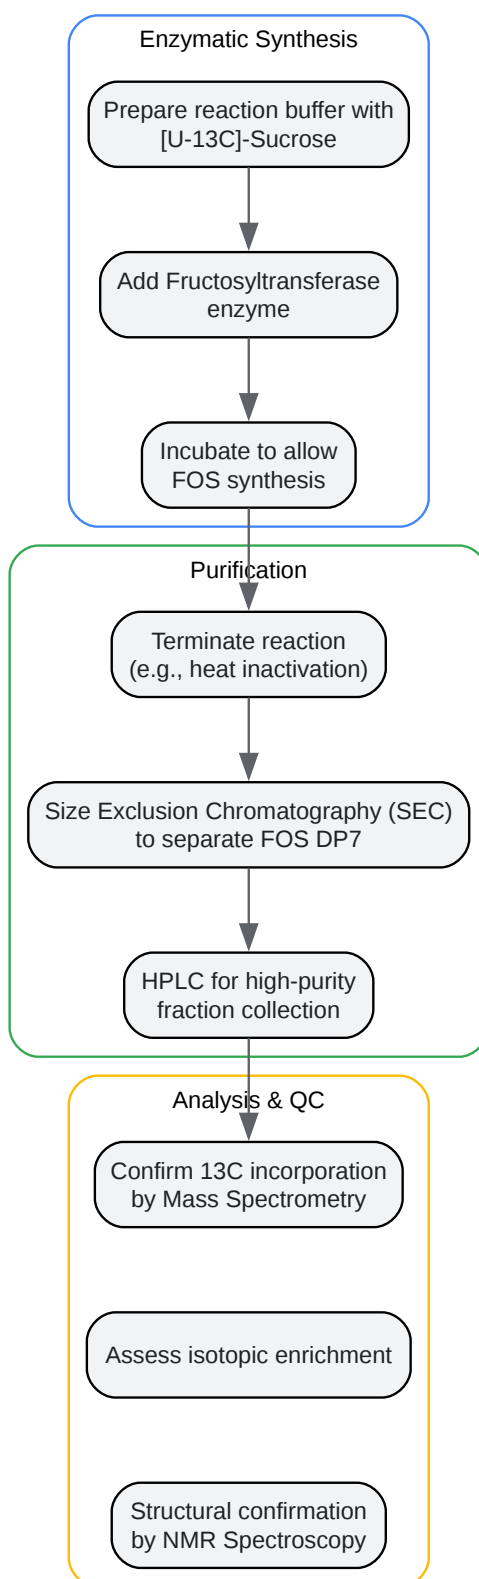 Enzymatic Synthesis
Prepare reaction buffer with
[U-13C]-Sucrose
Add Fructosyltransferase
enzyme
Incubate to allow
FOS synthesis
Purification
Terminate reaction
(e.g., heat inactivation)
Size Exclusion Chromatography (SEC)
to separate FOS DP7
HPLC for high-purity
fraction collection
Analysis & QC
Confirm 13C incorporation
by Mass Spectrometry
Assess isotopic enrichment
Structural confirmation
by NMR Spectroscopy